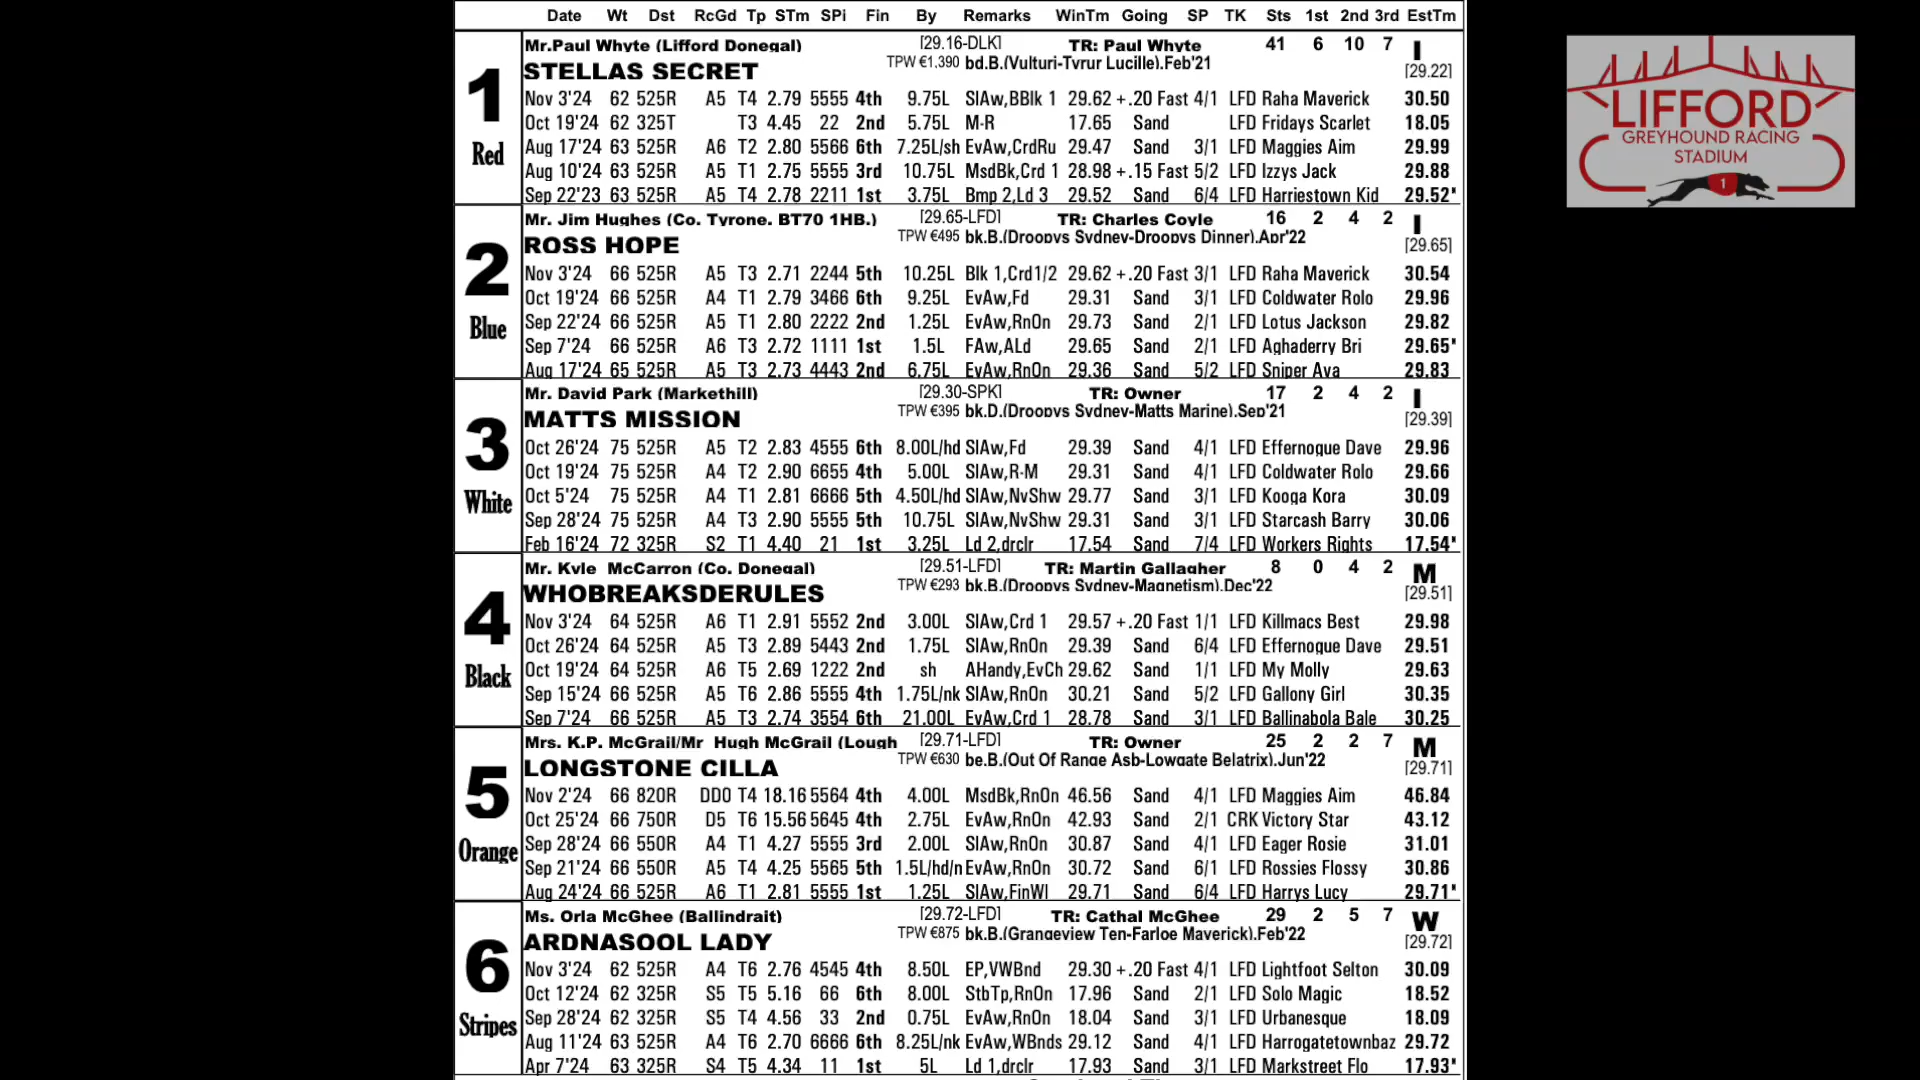 Date Wt Dst RcGd Tp STm SPi Fin By Remarks WinTm Going SP TK Sts 1st 2nd 3rd EstTm
Mr.Paul Whyte (Lifford Donegal) [29.16-DLK] TR: Paul Whyte 41 6 10 7 I
TPW €1,390 bd.B.(Vulturi-Tyrur Lucille).Feb'21
1 STELLAS SECRET [29.22]
Red
Nov 3'24 62 525R A5 T4 2.79 5555 4th 9.75L SlAw,BBlk 1 29.62 +.20 Fast 4/1 LFD Raha Maverick 30.50
Oct 19'24 62 325T T3 4.45 22 2nd 5.75L M-R 17.65 Sand LFD Fridays Scarlet 18.05
Aug 17'24 63 525R A6 T2 2.80 5566 6th 7.25L/sh EvAw,CrdRu 29.47 Sand 3/1 LFD Maggies Aim 29.99
Aug 10'24 63 525R A5 T1 2.75 5555 3rd 10.75L MsdBk,Crd 1 28.98 +.15 Fast 5/2 LFD Izzys Jack 29.88
Sep 22'23 63 525R A5 T4 2.78 2211 1st 3.75L Bmp 2,Ld 3 29.52 Sand 6/4 LFD Harriestown Kid 29.52*
Mr. Jim Hughes (Co. Tyrone. BT70 1HB.) [29.65-LFD] TR: Charles Coyle 16 2 4 2 I
TPW €495 bk.B.(Droopys Sydney-Droopys Dinner).Apr'22
2 ROSS HOPE [29.65]
Blue
Nov 3'24 66 525R A5 T3 2.71 2244 5th 10.25L Blk 1,Crd1/2 29.62 +.20 Fast 3/1 LFD Raha Maverick 30.54
Oct 19'24 66 525R A4 T1 2.79 3466 6th 9.25L EvAw,Fd 29.31 Sand 3/1 LFD Coldwater Rolo 29.96
Sep 22'24 66 525R A5 T1 2.80 2222 2nd 1.25L EvAw,RnOn 29.73 Sand 2/1 LFD Lotus Jackson 29.82
Sep 7'24 66 525R A6 T3 2.72 1111 1st 1.5L FAw,ALd 29.65 Sand 2/1 LFD Aghaderry Bri 29.65*
Aug 17'24 65 525R A5 T3 2.73 4443 2nd 6.75L EvAw,RnOn 29.36 Sand 5/2 LFD Sniper Ava 29.83
Mr. David Park (Markethill) [29.30-SPK] TR: Owner 17 2 4 2 I
TPW €395 bk.D.(Droopys Sydney-Matts Marine).Sep'21
3 MATTS MISSION [29.39]
White
Oct 26'24 75 525R A5 T2 2.83 4555 6th 8.00L/hd SlAw,Fd 29.39 Sand 4/1 LFD Effernogue Dave 29.96
Oct 19'24 75 525R A4 T2 2.90 6655 4th 5.00L SlAw,R-M 29.31 Sand 4/1 LFD Coldwater Rolo 29.66
Oct 5'24 75 525R A4 T1 2.81 6666 5th 4.50L/hd SlAw,NvShw 29.77 Sand 3/1 LFD Kooga Kora 30.09
Sep 28'24 75 525R A4 T3 2.90 5555 5th 10.75L SlAw,NvShw 29.31 Sand 3/1 LFD Starcash Barry 30.06
Feb 16'24 72 325R S2 T1 4.40 21 1st 3.25L Ld 2,drclr 17.54 Sand 7/4 LFD Workers Rights 17.54*
Mr. Kyle McCarron (Co. Donegal) [29.51-LFD] TR: Martin Gallagher 8 0 4 2 M
TPW €293 bk.B.(Droopys Sydney-Magnetism).Dec'22
4 WHOBREAKSDERULES [29.51]
Black
Nov 3'24 64 525R A6 T1 2.91 5552 2nd 3.00L SlAw,Crd 1 29.57 +.20 Fast 1/1 LFD Killmacs Best 29.98
Oct 26'24 64 525R A5 T3 2.89 5443 2nd 1.75L SlAw,RnOn 29.39 Sand 6/4 LFD Effernogue Dave 29.51
Oct 19'24 64 525R A6 T5 2.69 1222 2nd sh AHandy,EvCh 29.62 Sand 1/1 LFD My Molly 29.63
Sep 15'24 66 525R A5 T6 2.86 5555 4th 1.75L/nk SlAw,RnOn 30.21 Sand 5/2 LFD Gallony Girl 30.35
Sep 7'24 66 525R A5 T3 2.74 3554 6th 21.00L EvAw,Crd 1 28.78 Sand 3/1 LFD Ballinabola Bale 30.25
Mrs. K.P. McGrail/Mr Hugh McGrail (Lough [29.71-LFD] TR: Owner 25 2 2 7 M
TPW €630 be.B.(Out Of Range Asb-Lowgate Belatrix).Jun'22
5 LONGSTONE CILLA [29.71]
Orange
Nov 2'24 66 820R DD0 T4 18.16 5564 4th 4.00L MsdBk,RnOn 46.56 Sand 4/1 LFD Maggies Aim 46.84
Oct 25'24 66 750R D5 T6 15.56 5645 4th 2.75L EvAw,RnOn 42.93 Sand 2/1 CRK Victory Star 43.12
Sep 28'24 66 550R A4 T1 4.27 5555 3rd 2.00L SlAw,RnOn 30.87 Sand 4/1 LFD Eager Rosie 31.01
Sep 21'24 66 550R A5 T4 4.25 5565 5th 1.5L/hd/n EvAw,RnOn 30.72 Sand 6/1 LFD Rossies Flossy 30.86
Aug 24'24 66 525R A6 T1 2.81 5555 1st 1.25L SlAw,FinWl 29.71 Sand 6/4 LFD Harrys Lucy 29.71*
Ms. Orla McGhee (Ballindrait) [29.72-LFD] TR: Cathal McGhee 29 2 5 7 W
TPW €875 bk.B.(Grangeview Ten-Farloe Maverick).Feb'22
6 ARDNASOOL LADY [29.72]
Stripes
Nov 3'24 62 525R A4 T6 2.76 4545 4th 8.50L EP,VWBnd 29.30 +.20 Fast 4/1 LFD Lightfoot Selton 30.09
Oct 12'24 62 325R S5 T5 5.16 66 6th 8.00L StbTp,RnOn 17.96 Sand 2/1 LFD Solo Magic 18.52
Sep 28'24 62 325R S5 T4 4.56 33 2nd 0.75L EvAw,RnOn 18.04 Sand 3/1 LFD Urbanesque 18.09
Aug 11'24 63 525R A4 T6 2.70 6666 6th 8.25L/nk EvAw,WBnds 29.12 Sand 4/1 LFD Harrogatetownbaz 29.72
Apr 7'24 63 325R S4 T5 4.34 11 1st 5L Ld 1,drclr 17.93 Sand 3/1 LFD Markstreet Flo 17.93*
LIFFORD
GREYHOUND RACING
STADIUM
1